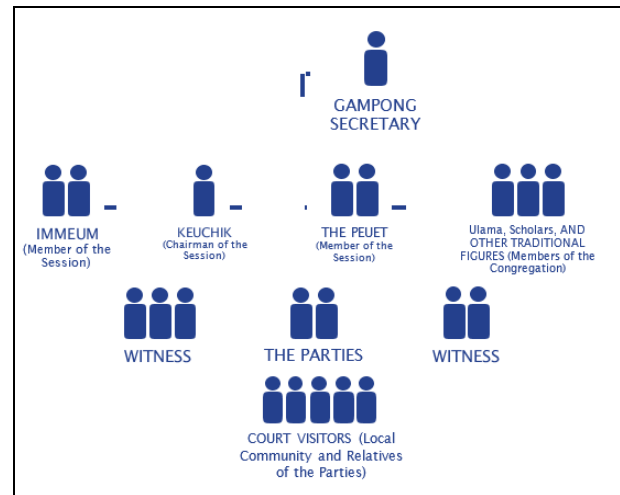 GAMPONG
SECRETARY
IMMEUM
(Member of the
Session)
KEUCHIK
(Chairman of the
Session)
THE PEUET
(Member of the
Session)
Ulama, Scholars, AND
OTHER TRADITIONAL
FIGURES (Members of the
Congregation)
WITNESS
THE PARTIES
WITNESS
COURT VISITORS (Local
Community and Relatives
of the Parties)